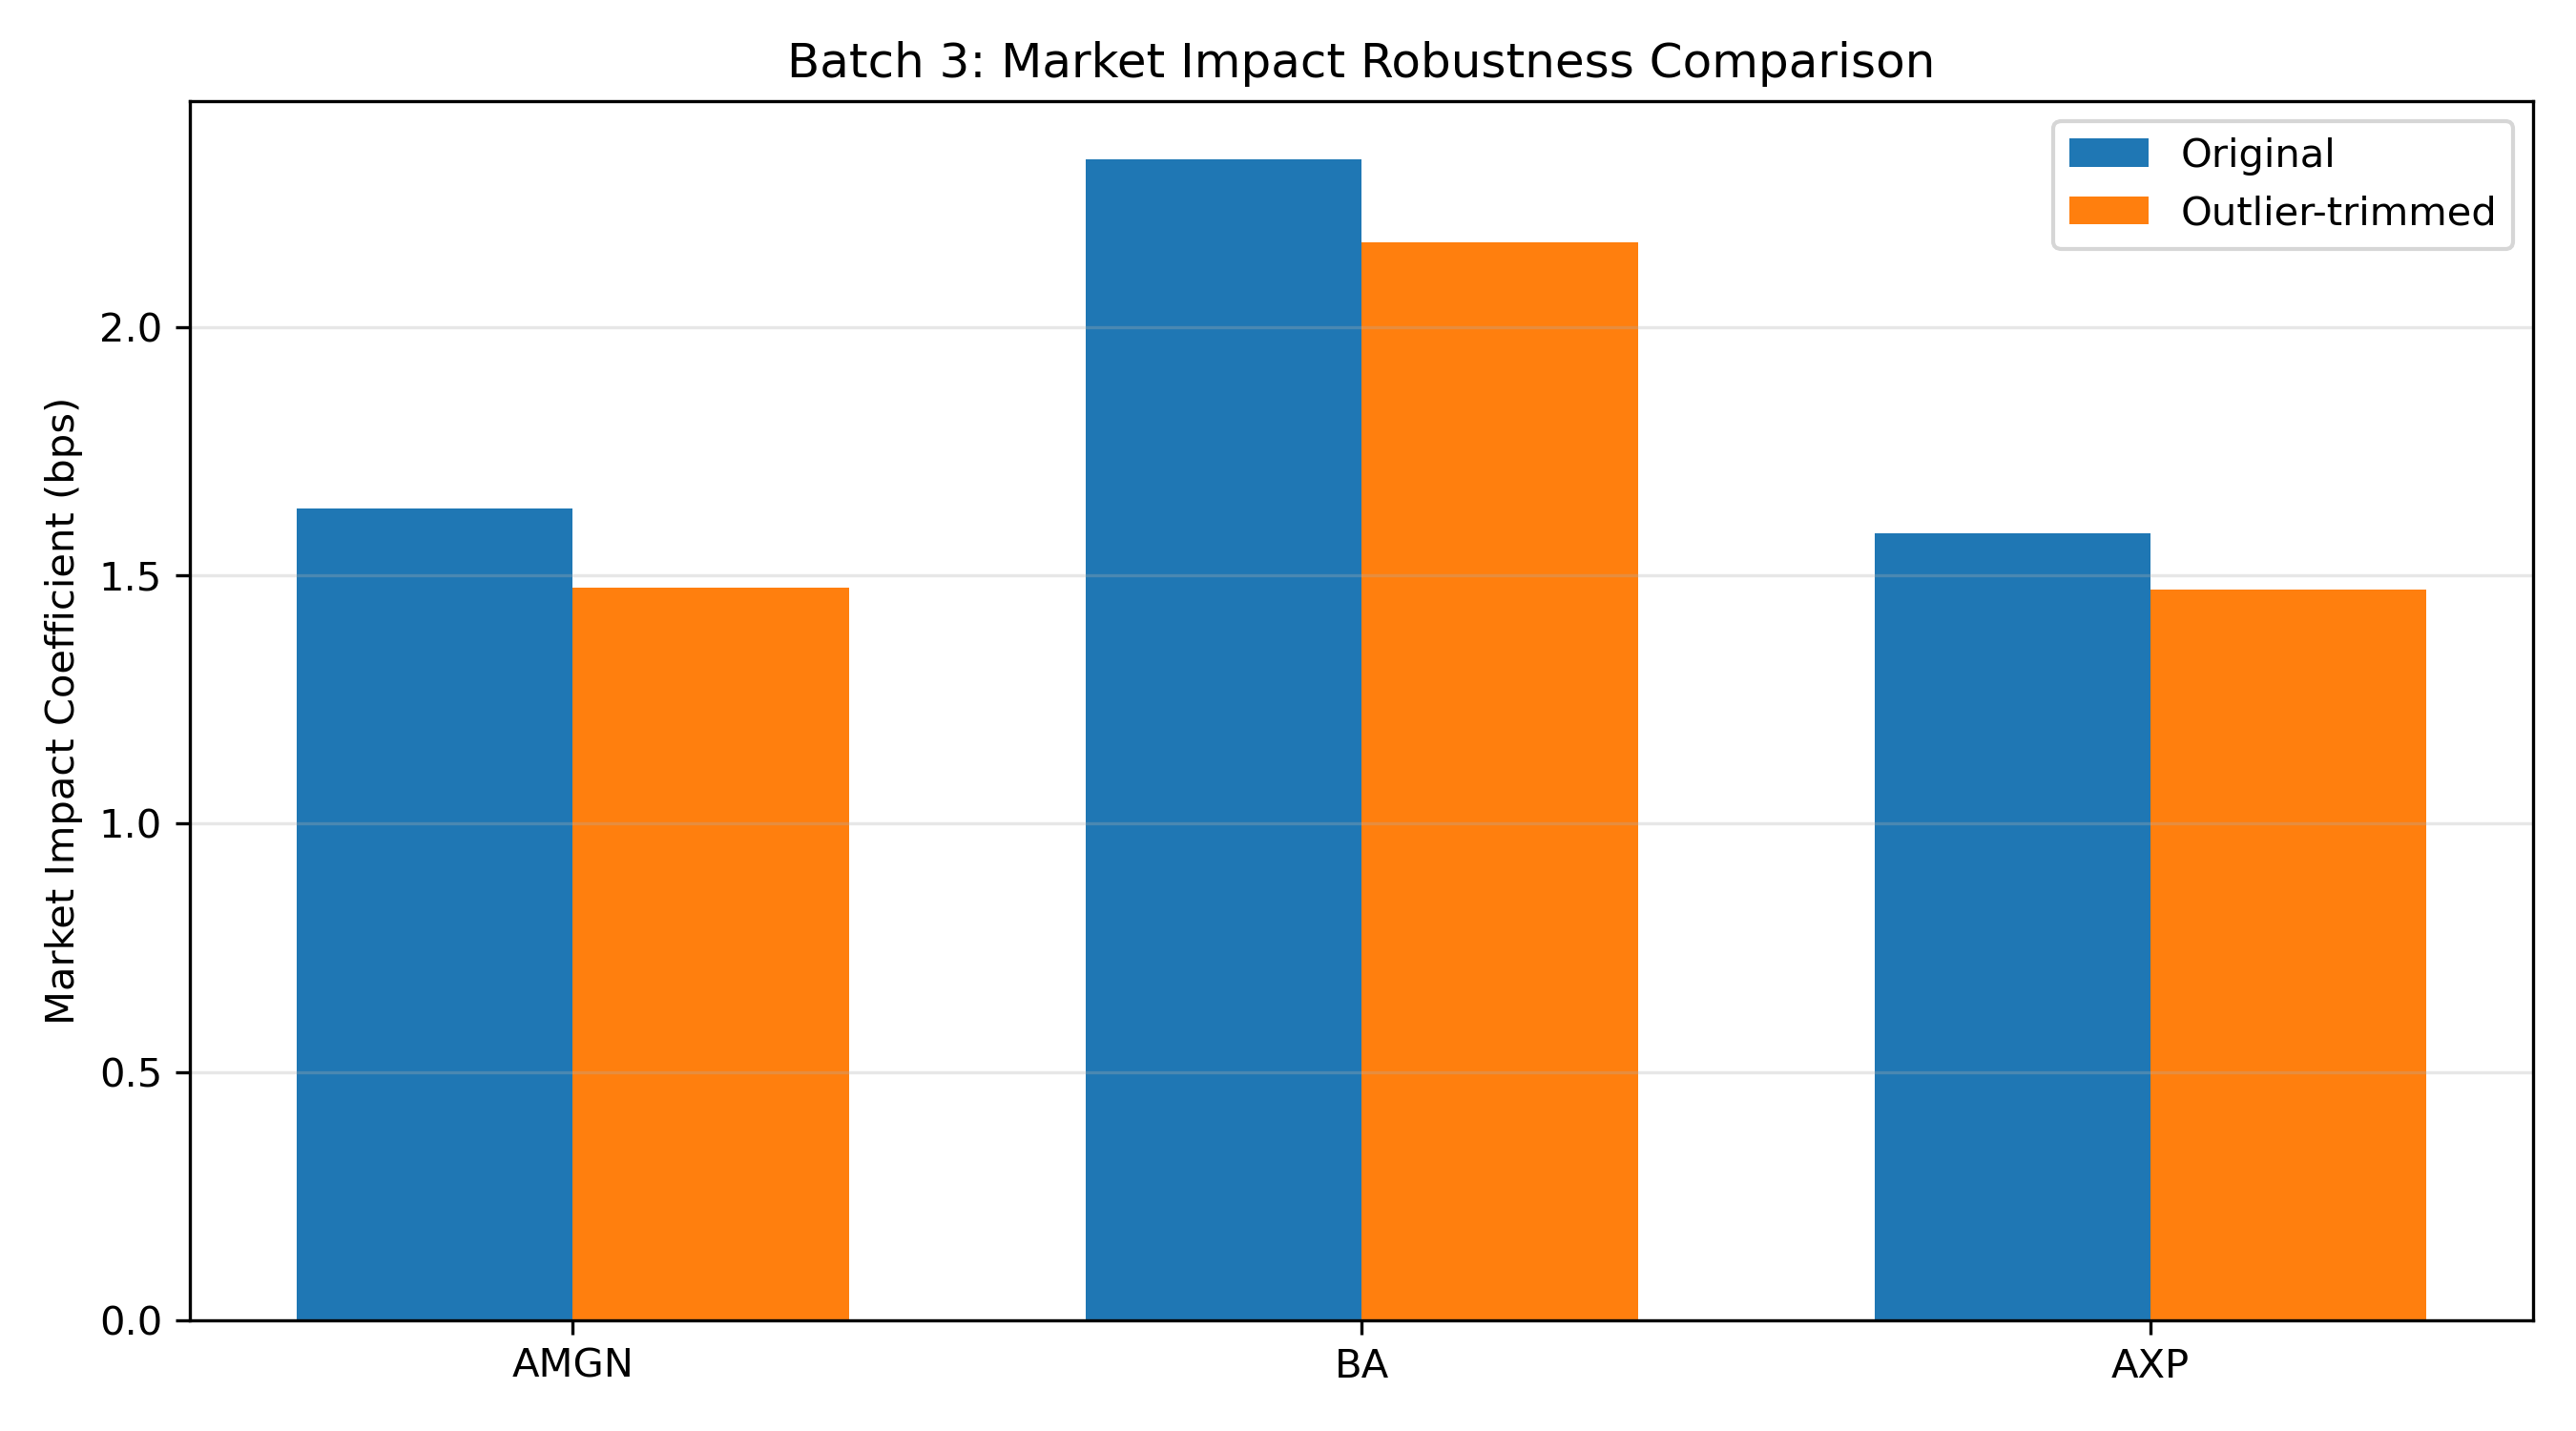 Batch 3: Market Impact Robustness Comparison
Original
Outlier-trimmed
Market Impact Coefficient (bps)
2.0
1.5
1.0
0.5
0.0
AMGN
BA
AXP